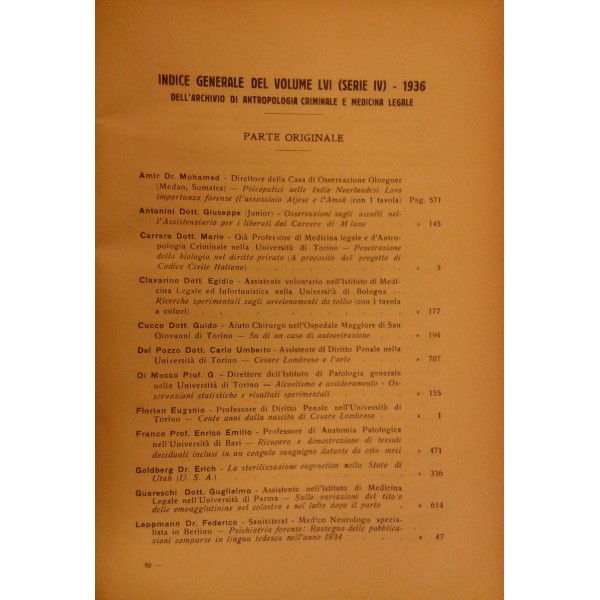 INDICE GENERALE DEL VOLUME LVI (SERIE IV) - 1936
DELL'ARCHIVIO DI ANTROPOLOGIA CRIMINALE E MEDICINA LEGALE
PARTE ORIGINALE
Amir Dr. Mohamed - Direttore della Casa di Osservazione Gloegoer
(Medan, Sumatra) — Psicopatici nelle Indie Neerlandesi Loro
importanza forense (l'assassinio Atjese e l'Amok (con 1 tavola) Pag. 571
Antonini Dott. Giuseppe (Junior) - Osservazioni sugli accolti nel-
l'Assistenziario per i liberati dal Carcere di Milano . . » 145
Carrara Dott. Mario - Già Professore di Medicina legale e d'Antro-
pologia Criminale nella Università di Torino — Penetrazione
della biologia nel diritto privato (A proposito del progetto di
Codice Civile Italiano) . . . . . . . » 3
Clavarino Dott. Egidio - Assistente volontario nell'Istituto di Medi-
cina Legale ed Infortunistica nella Università di Bologna —
Ricerche sperimentali sugli avvelenamenti da tallio (con 1 tavola
a colori) . . . . . . . . » 177
Cucco Dott. Guido - Aiuto Chirurgo nell'Ospedale Maggiore di San
Giovanni di Torino — Su di un caso di autoevirazione . . » 194
Del Pozzo Dott. Carlo Umberto - Assistente di Diritto Penale nella
Università di Torino — Cesare Lombroso e l'arte . . » 707
Di Macco Prof. G. - Direttore dell'Istituto di Patologia generale
nella Università di Torino — Alcoolismo e assideramento - Os-
servazioni statistiche e risultati sperimentali . . . » 155
Florian Eugenio - Professore di Diritto Penale nell'Università di
Torino — Cento anni dalla nascita di Cesare Lombroso . . » 1
Franco Prof. Enrico Emilio - Professore di Anatomia Patologica
nell'Università di Bari — Ricupero e dimostrazione di tessuti
deciduali inclusi in un coagulo sanguigno datante da otto mesi » 471
Goldberg Dr. Erich - La sterilizzazione eugenetica nello Stato di
Utah (U. S. A.) . . . . . . . . » 336
Guareschi Dott. Guglielmo - Assistente nell'Istituto di Medicina
Legale nell'Università di Parma — Sulle variazioni del tito'o
delle emoagglutinine nel colostro e nel latte dopo il parto . » 614
Leppmann Dr. Federico - Sanitätsrat - Medico Neurologo specia-
lista in Berlino — Psichiatria forense: Rassegna delle pubblica-
zioni comparse in lingua tedesca nell'anno 1934 . . . » 47
59 —